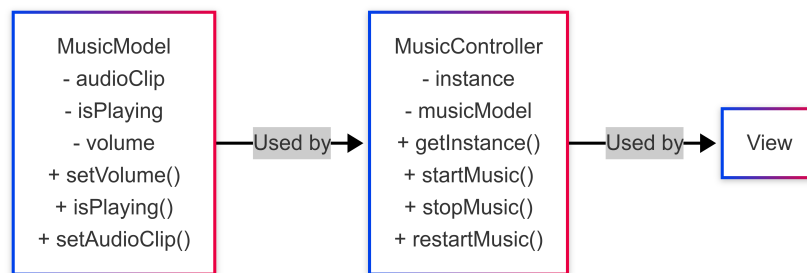 MusicModel
- audioClip
- isPlaying
- volume
+ setVolume()
+ isPlaying()
+ setAudioClip()
Used by
MusicController
- instance
- musicModel
+ getInstance()
+ startMusic()
+ stopMusic()
+ restartMusic()
Used by
View